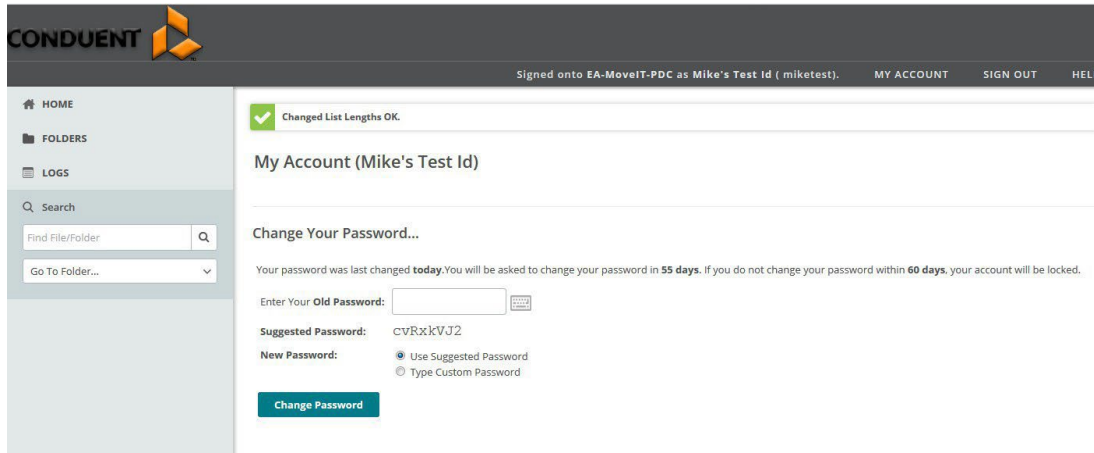 CONDUENT
Signed onto EA-MoveIT-PDC as Mike's Test Id ( miketest). MY ACCOUNT SIGN OUT
HOME
FOLDERS
LOGS
Search
Find File/Folder
Go To Folder...
Changed List Lengths OK.
My Account (Mike's Test Id)
Change Your Password...
Your password was last changed today.You will be asked to change your password in 55 days. If you do not change your password within 60 days, your account will be locked.
Enter Your Old Password:
Suggested Password: cvRxkVJ2
New Password: Use Suggested Password
Type Custom Password
Change Password